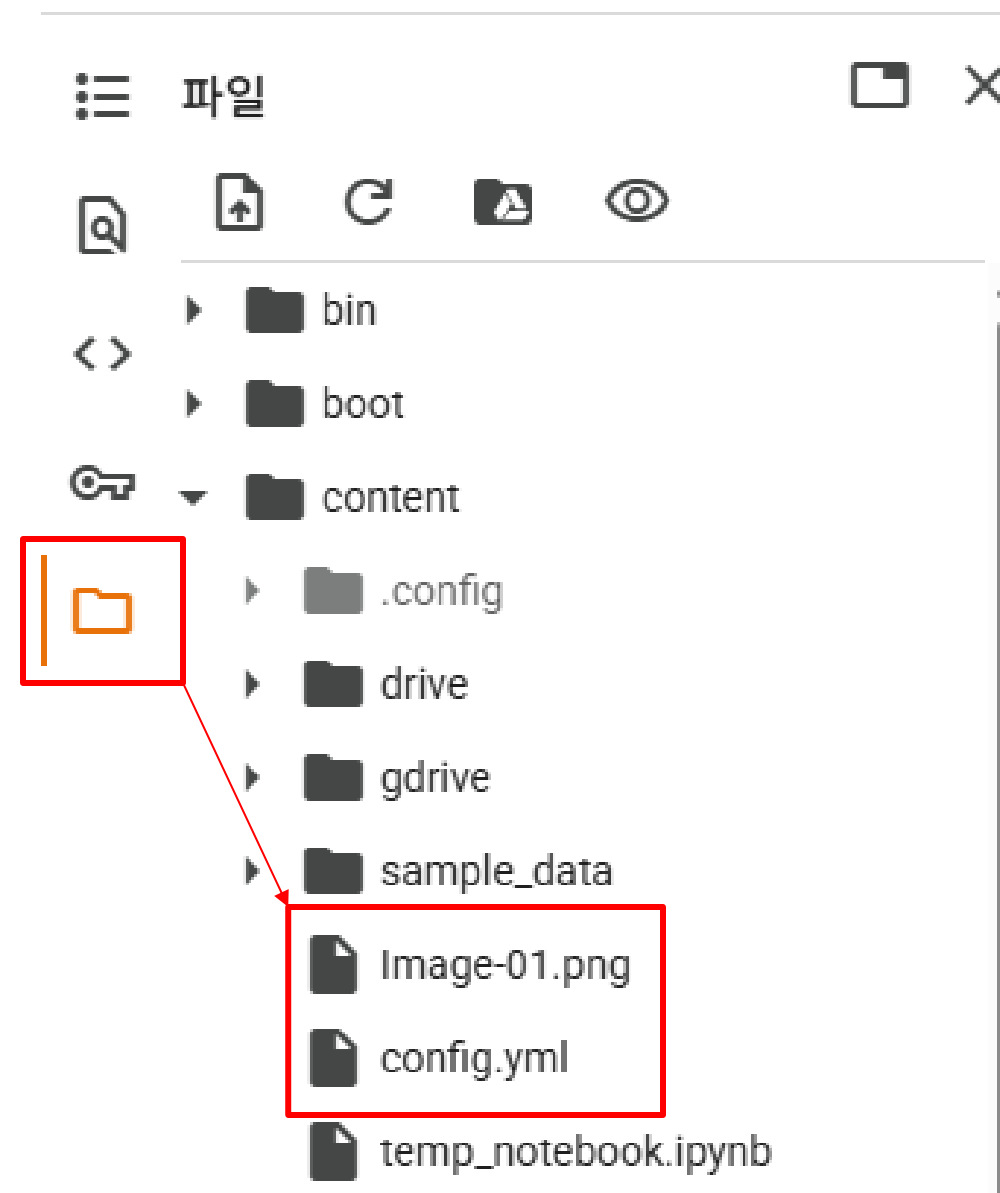 파일
bin
boot
content
.config
drive
gdrive
sample_data
Image-01.png
config.yml
temp_notebook.ipynb